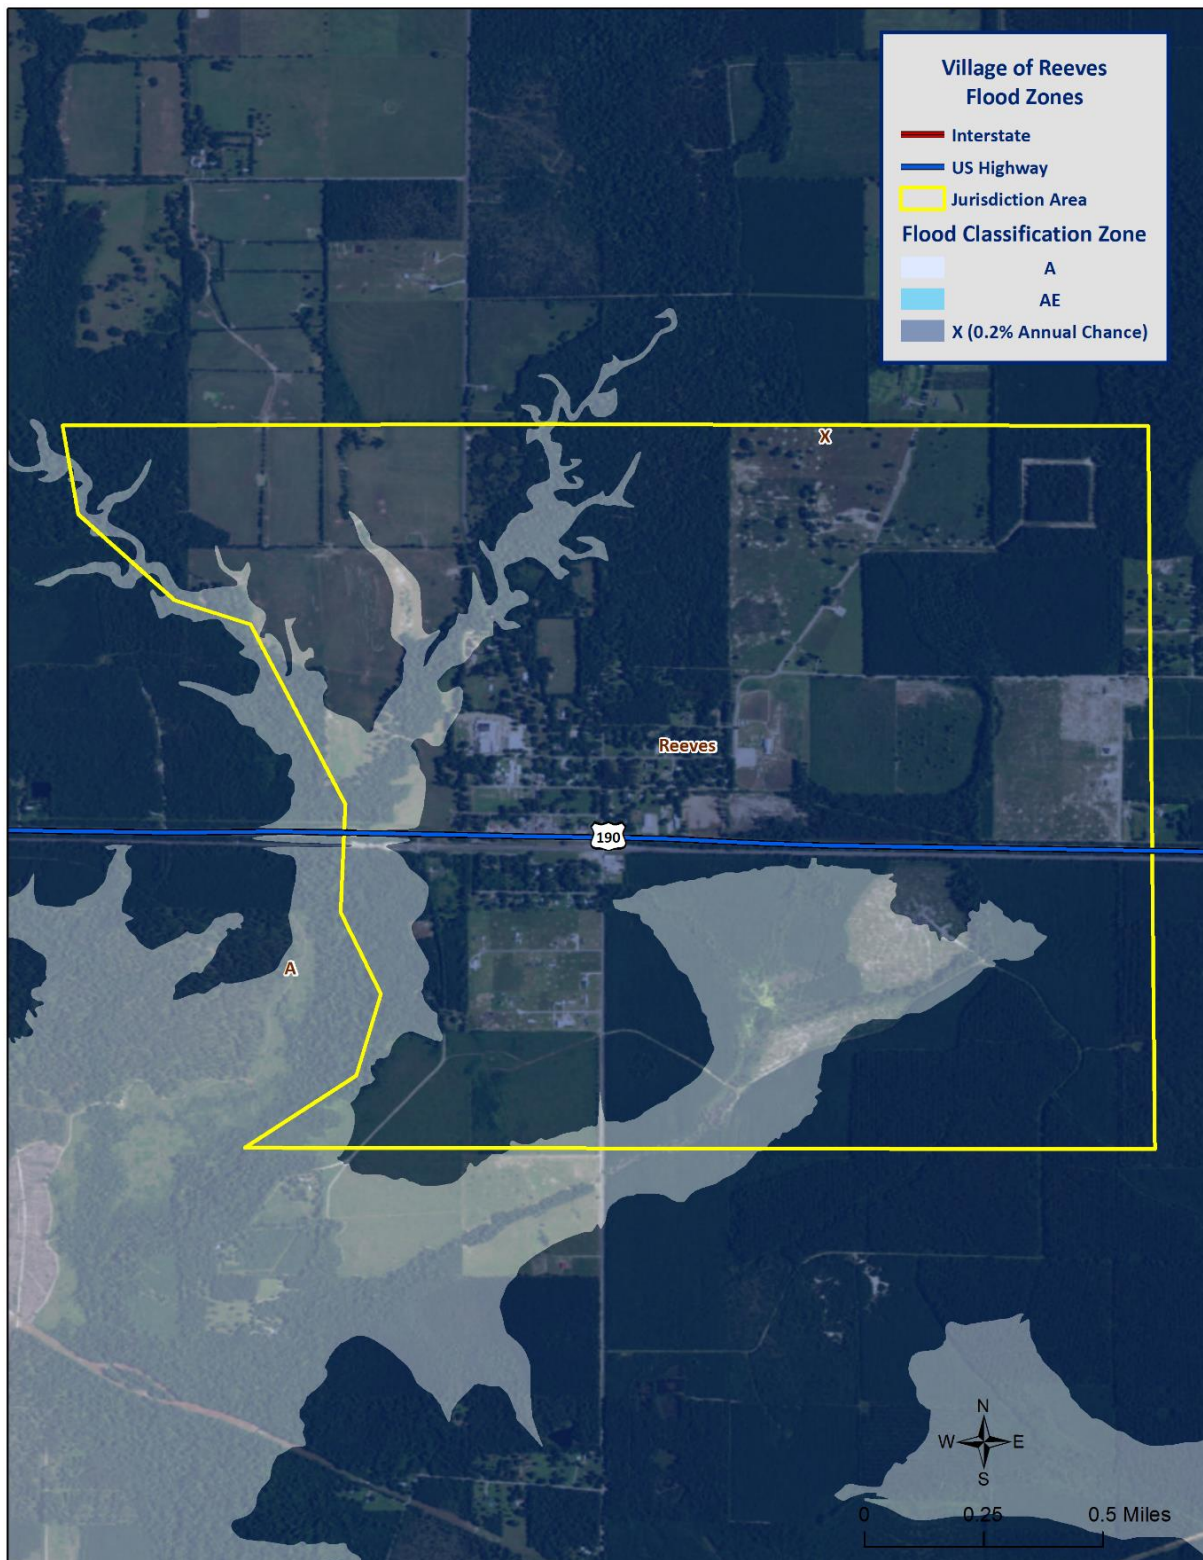 Village of Reeves
Flood Zones
Interstate
US Highway
Jurisdiction Area
Flood Classification Zone
A
AE
X (0.2% Annual Chance)
X
Reeves
190
A
N
W E
S
0 0.25 0.5 Miles